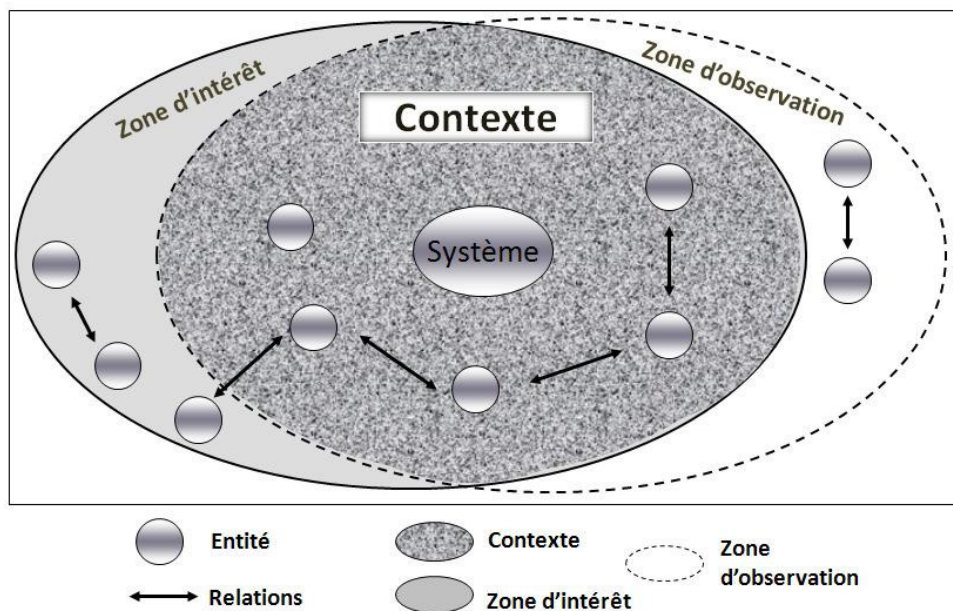 Zone d'intérêt
Zone d'observation
Contexte
Système
Entité
Contexte
Zone
d'observation
Relations
Zone d'intérêt